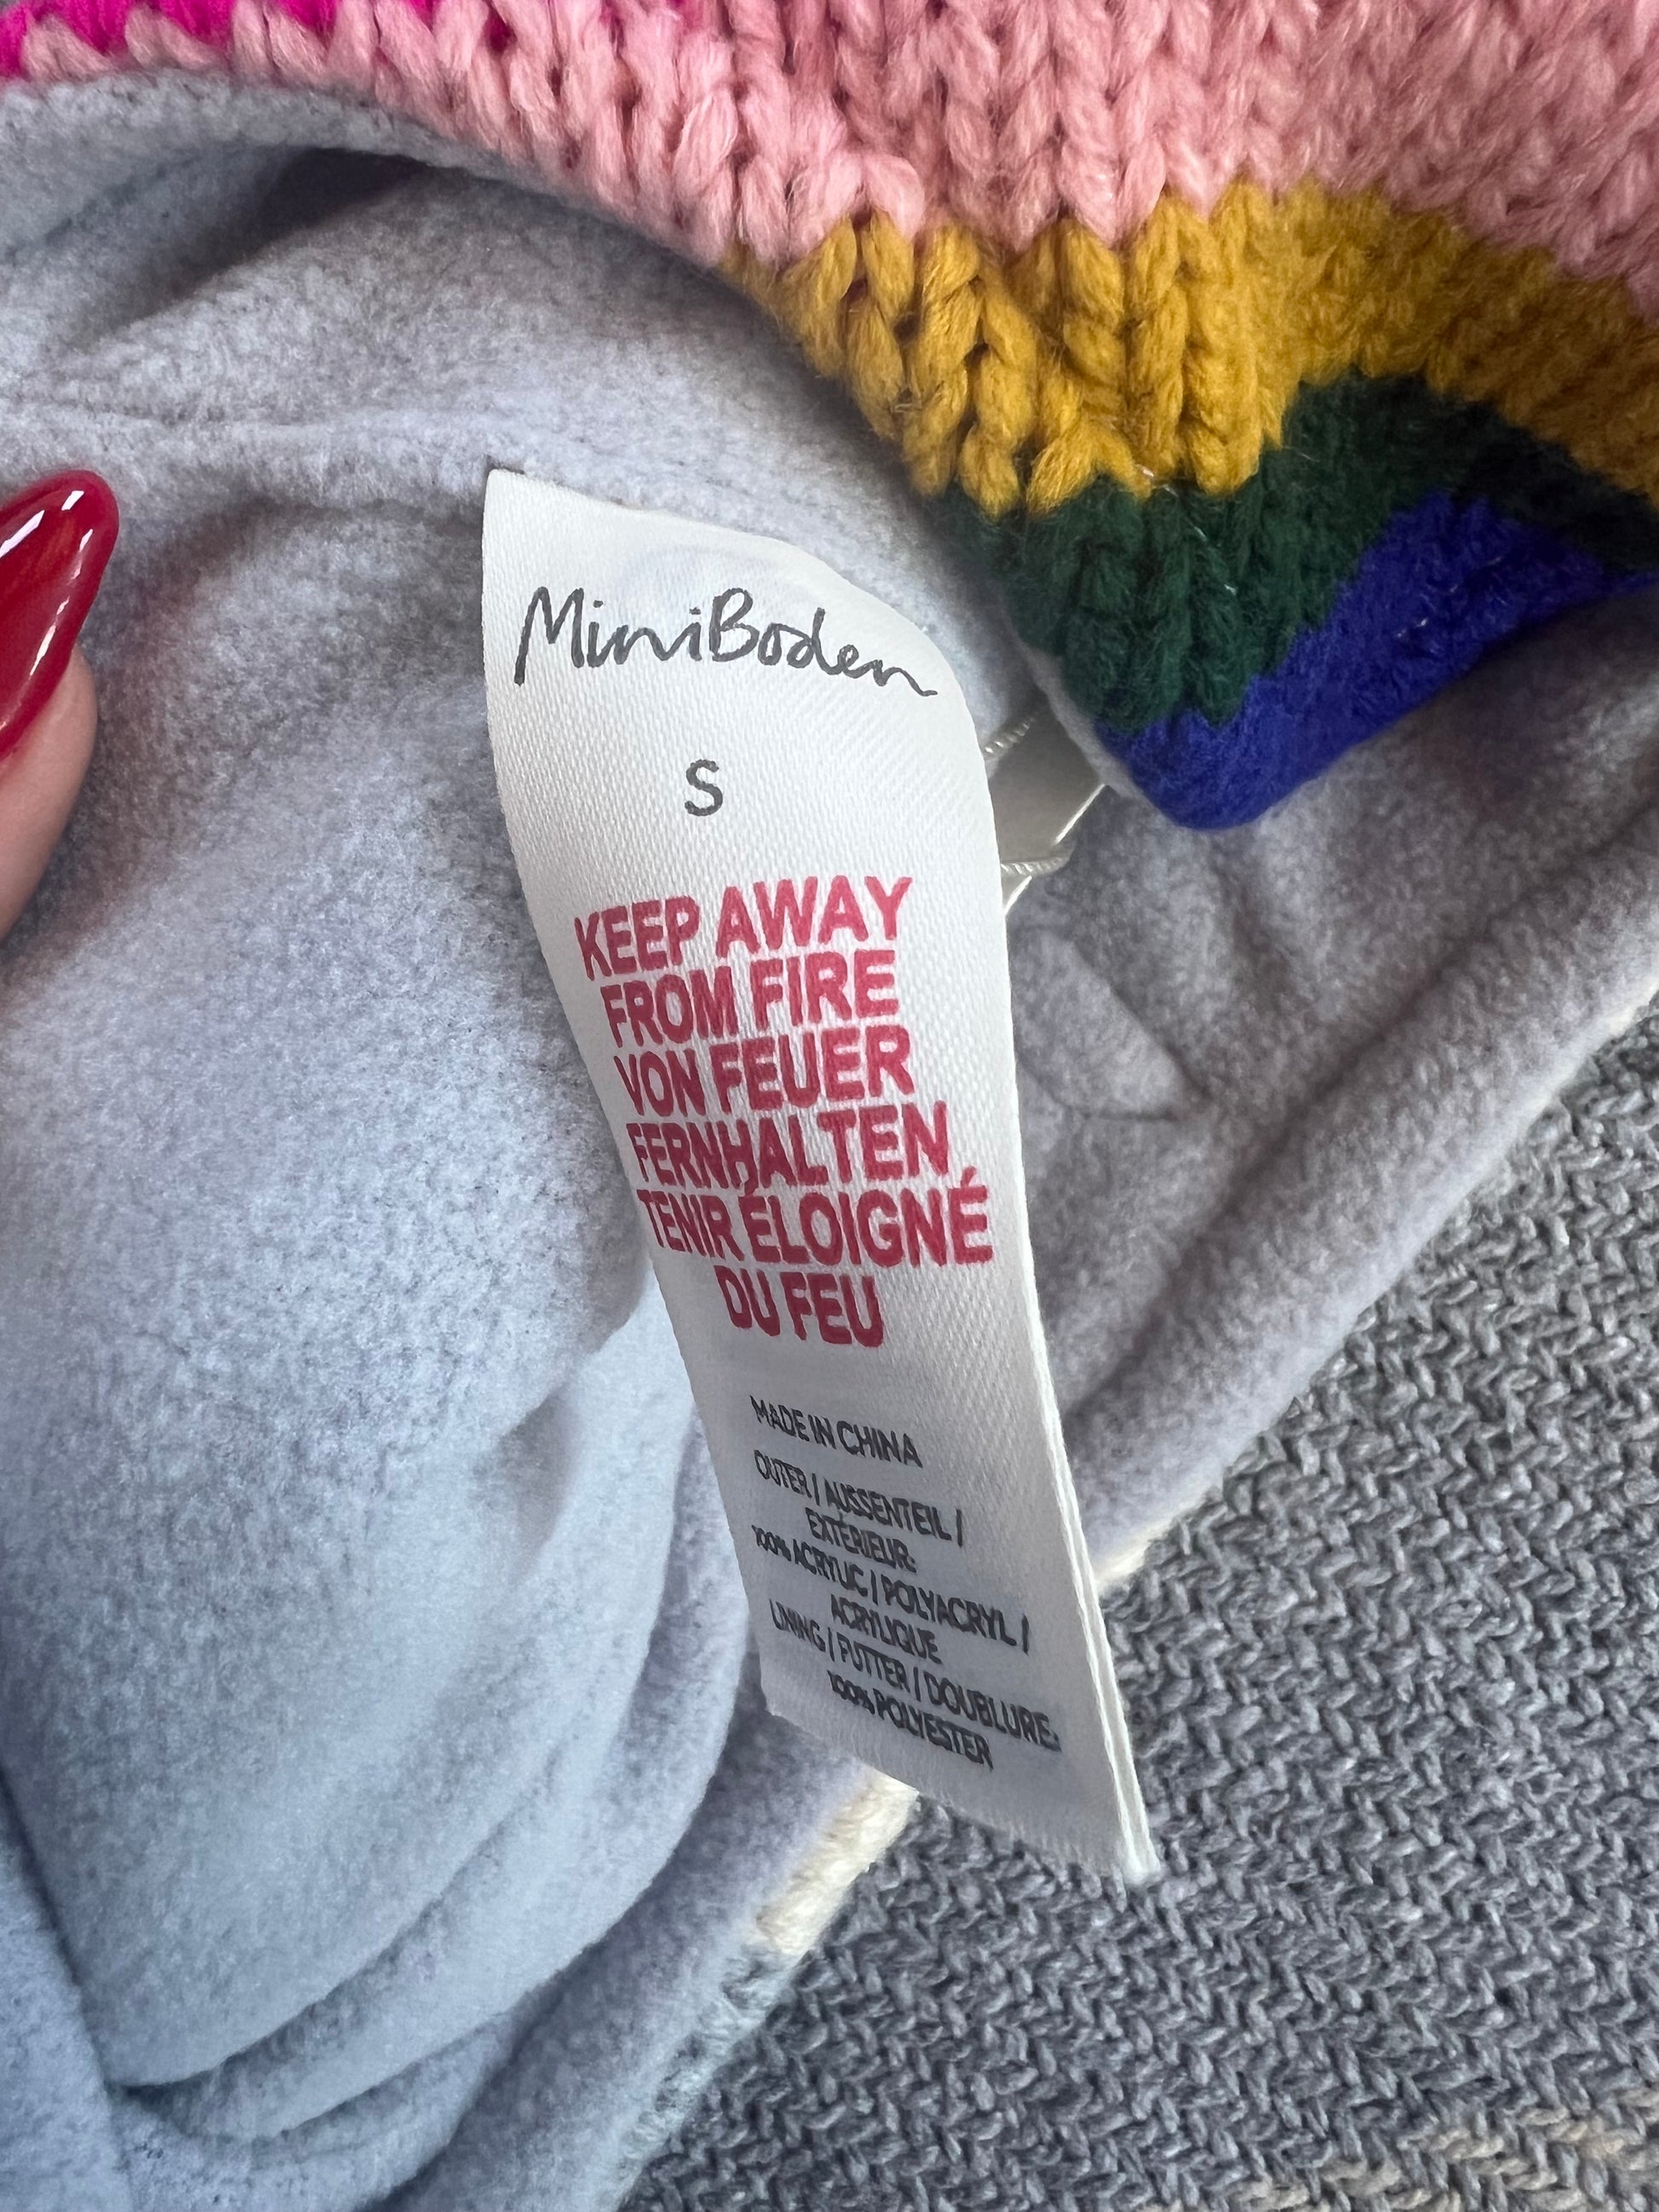 MiniBoden
S
KEEP AWAY
FROM FIRE
VON FEUER
FERNHALTEN
TENIR ÉLOIGNÉ
DU FEU
MADE IN CHINA
OUTER / AUSSENTEIL /
EXTÉRIEUR:
100% ACRYLIC / POLYACRYL /
ACRYLIQUE
LINING / FUTTER / DOUBLURE:
100% POLYESTER